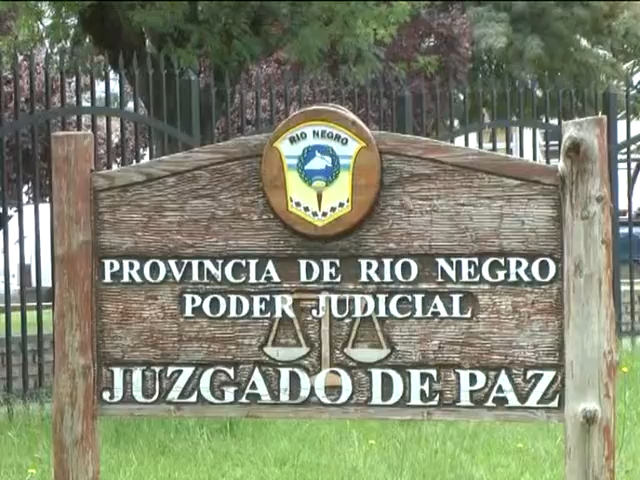 RIO NEGRO
PROVINCIA DE RIO NEGRO
PODER JUDICIAL
JUZGADO DE PAZ